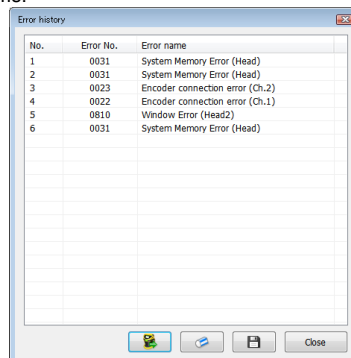 Error history
No. Error No. Error name
1 0031 System Memory Error (Head)
2 0031 System Memory Error (Head)
3 0023 Encoder connection error (Ch.2)
4 0022 Encoder connection error (Ch.1)
5 0810 Window Error (Head2)
6 0031 System Memory Error (Head)
Close